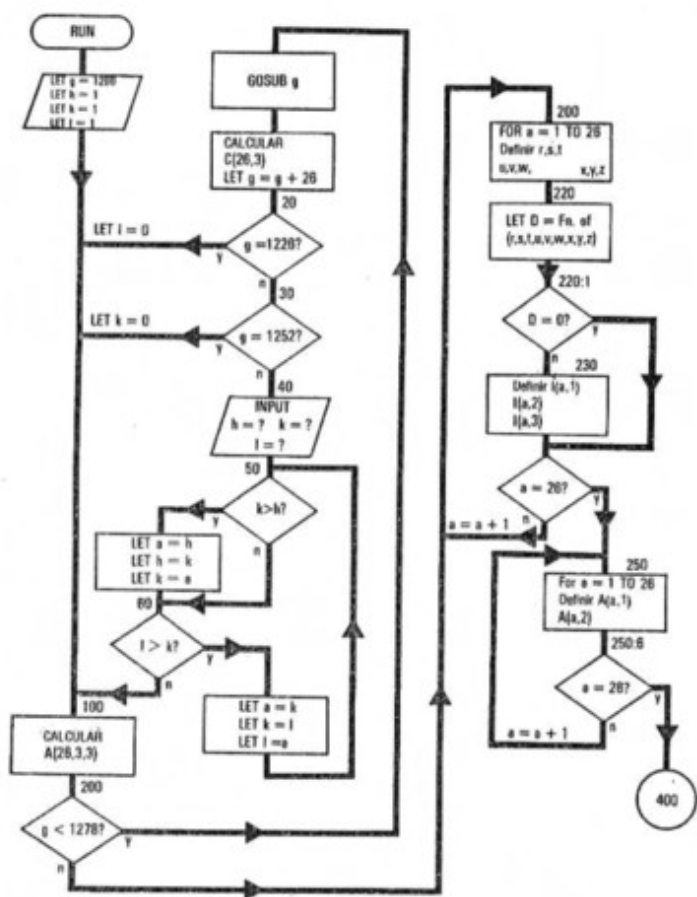 RUN
LET g = 1200
LET h = 1
LET k = 1
LET l = 1
GOSUB g
CALCULAR
C(26,3)
LET g = g + 26
20
LET l = 0
g =1226?
y
n
30
LET k = 0
g = 1252?
y
n
40
INPUT
h = ? k = ?
l = ?
50
k>h?
y
n
LET a = h
LET h = k
LET k = a
60
l > k?
y
n
LET a = k
LET k = l
LET l =a
100
CALCULAR
A(26,3,3)
200
g < 1278?
y
n
200
FOR a = 1 TO 26
Definir r,s,t
u,v,w, x,y,z
220
LET D = Fn. of
(r,s,t,u,v,w,x,y,z)
220:1
D = 0?
y
n
230
Definir I(a,1)
I(a,2)
I(a,3)
a = 26?
y
n
a = a + 1
250
For a = 1 TO 26
Definir A(a,1)
A(a,2)
250:6
a = 26?
y
n
a = a + 1
400